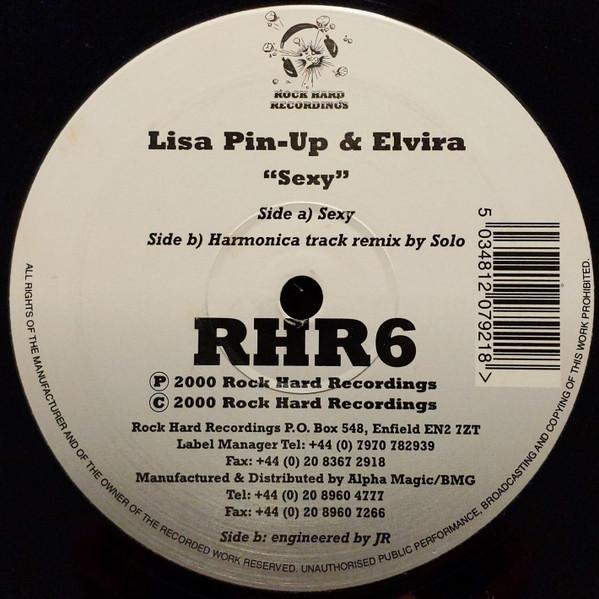 ROCK HARD
RECORDINGS
Lisa Pin-Up & Elvira
“Sexy”
Side a) Sexy
Side b) Harmonica track remix by Solo
5 034812 079218 >
RHR6
Ⓟ 2000 Rock Hard Recordings
Ⓒ 2000 Rock Hard Recordings
Rock Hard Recordings P.O. Box 548, Enfield EN2 7ZT
Label Manager Tel: +44 (0) 7970 782939
Fax: +44 (0) 20 8367 2918
Manufactured & Distributed by Alpha Magic/BMG
Tel: +44 (0) 20 8960 4777
Fax: +44 (0) 20 8960 7266
Side b: engineered by JR
ALL RIGHTS OF THE MANUFACTURER AND OF THE OWNER OF THE RECORDED WORK RESERVED. UNAUTHORISED PUBLIC PERFORMANCE, BROADCASTING AND COPYING OF THIS WORK PROHIBITED.